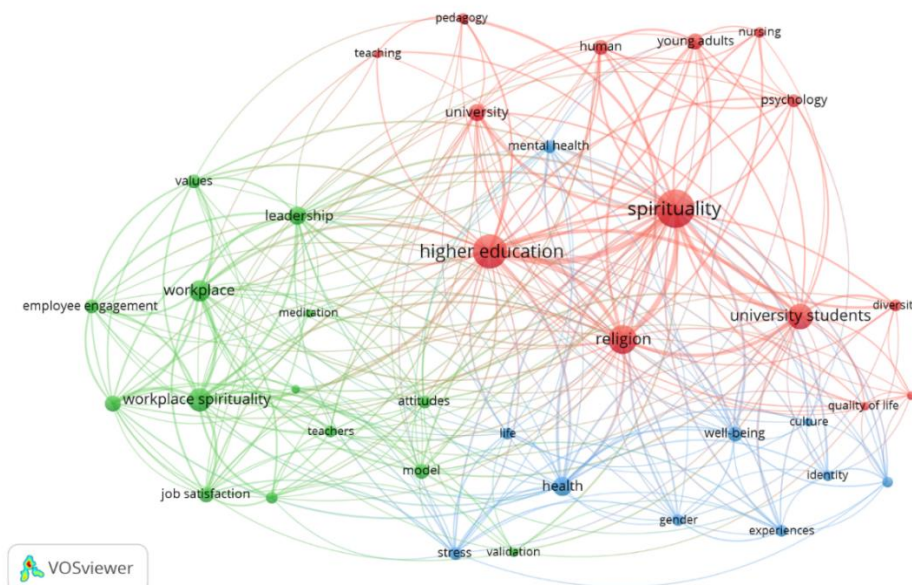 pedagogy
nursing
human
young adults
teaching
psychology
university
mental health
values
spirituality
leadership
higher education
workplace
employee engagement
meditation
diversit
university students
religion
workplace spirituality
attitudes
quality of life
culture
teachers
life
well-being
model
identity
health
job satisfaction
gender
experiences
stress
validation
VOSviewer